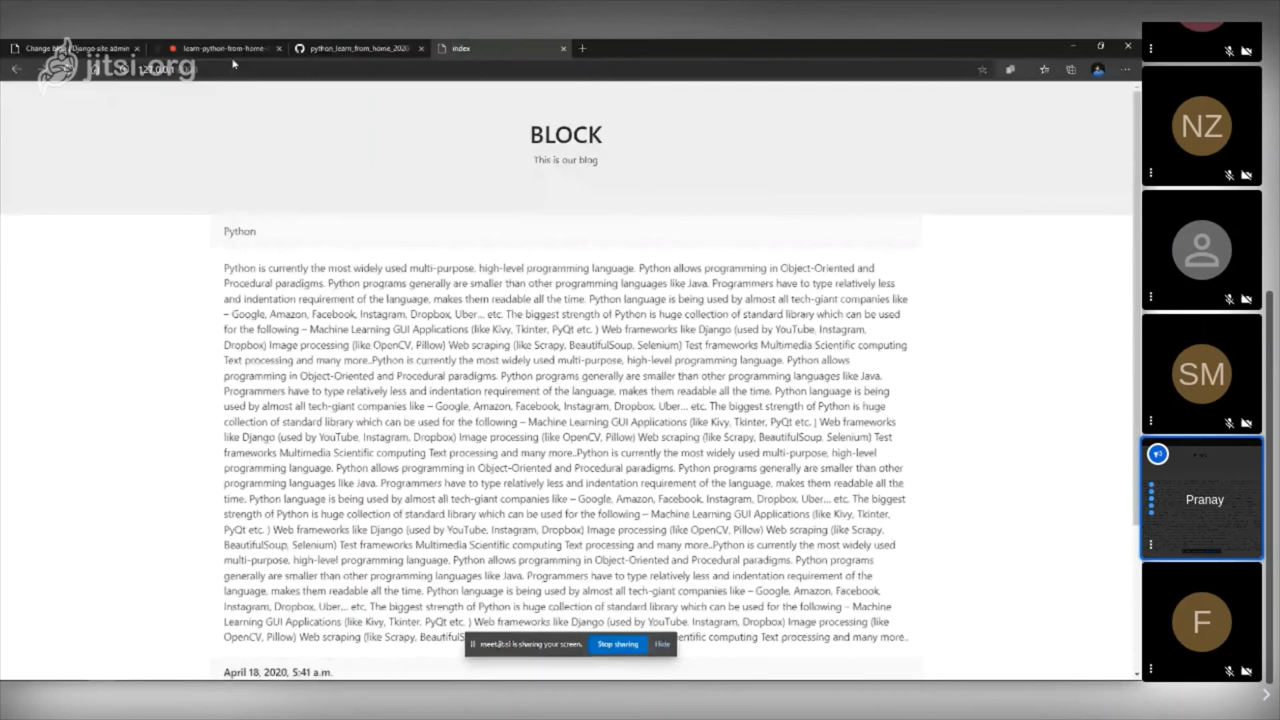 Change blog | Django site admin
learn-python-from-home-
python_learn_from_home_2020
index
jitsi.org
127.0.0.1
BLOCK
This is our blog
Python
Python is currently the most widely used multi-purpose, high-level programming language. Python allows programming in Object-Oriented and
Procedural paradigms. Python programs generally are smaller than other programming languages like Java. Programmers have to type relatively less
and indentation requirement of the language, makes them readable all the time. Python language is being used by almost all tech-giant companies like
– Google, Amazon, Facebook, Instagram, Dropbox, Uber... etc. The biggest strength of Python is huge collection of standard library which can be used
for the following – Machine Learning GUI Applications (like Kivy, Tkinter, PyQt etc. ) Web frameworks like Django (used by YouTube, Instagram,
Dropbox) Image processing (like OpenCV, Pillow) Web scraping (like Scrapy, BeautifulSoup, Selenium) Test frameworks Multimedia Scientific computing
Text processing and many more..Python is currently the most widely used multi-purpose, high-level programming language. Python allows
programming in Object-Oriented and Procedural paradigms. Python programs generally are smaller than other programming languages like Java.
Programmers have to type relatively less and indentation requirement of the language, makes them readable all the time. Python language is being
used by almost all tech-giant companies like – Google, Amazon, Facebook, Instagram, Dropbox, Uber... etc. The biggest strength of Python is huge
collection of standard library which can be used for the following – Machine Learning GUI Applications (like Kivy, Tkinter, PyQt etc. ) Web frameworks
like Django (used by YouTube, Instagram, Dropbox) Image processing (like OpenCV, Pillow) Web scraping (like Scrapy, BeautifulSoup, Selenium) Test
frameworks Multimedia Scientific computing Text processing and many more..Python is currently the most widely used multi-purpose, high-level
programming language. Python allows programming in Object-Oriented and Procedural paradigms. Python programs generally are smaller than other
programming languages like Java. Programmers have to type relatively less and indentation requirement of the language, makes them readable all the
time. Python language is being used by almost all tech-giant companies like – Google, Amazon, Facebook, Instagram, Dropbox, Uber... etc. The biggest
strength of Python is huge collection of standard library which can be used for the following – Machine Learning GUI Applications (like Kivy, Tkinter,
PyQt etc. ) Web frameworks like Django (used by YouTube, Instagram, Dropbox) Image processing (like OpenCV, Pillow) Web scraping (like Scrapy,
BeautifulSoup, Selenium) Test frameworks Multimedia Scientific computing Text processing and many more..Python is currently the most widely used
multi-purpose, high-level programming language. Python allows programming in Object-Oriented and Procedural paradigms. Python programs
generally are smaller than other programming languages like Java. Programmers have to type relatively less and indentation requirement of the
language, makes them readable all the time. Python language is being used by almost all tech-giant companies like – Google, Amazon, Facebook,
Instagram, Dropbox, Uber... etc. The biggest strength of Python is huge collection of standard library which can be used for the following – Machine
Learning GUI Applications (like Kivy, Tkinter, PyQt etc. ) Web frameworks like Django (used by YouTube, Instagram, Dropbox) Image processing (like
OpenCV, Pillow) Web scraping (like Scrapy, Beautiful entific computing Text processing and many more..
meet.jit.si is sharing your screen.
Stop sharing
Hide
April 18, 2020, 5:41 a.m.
NZ
SM
Pranay
F